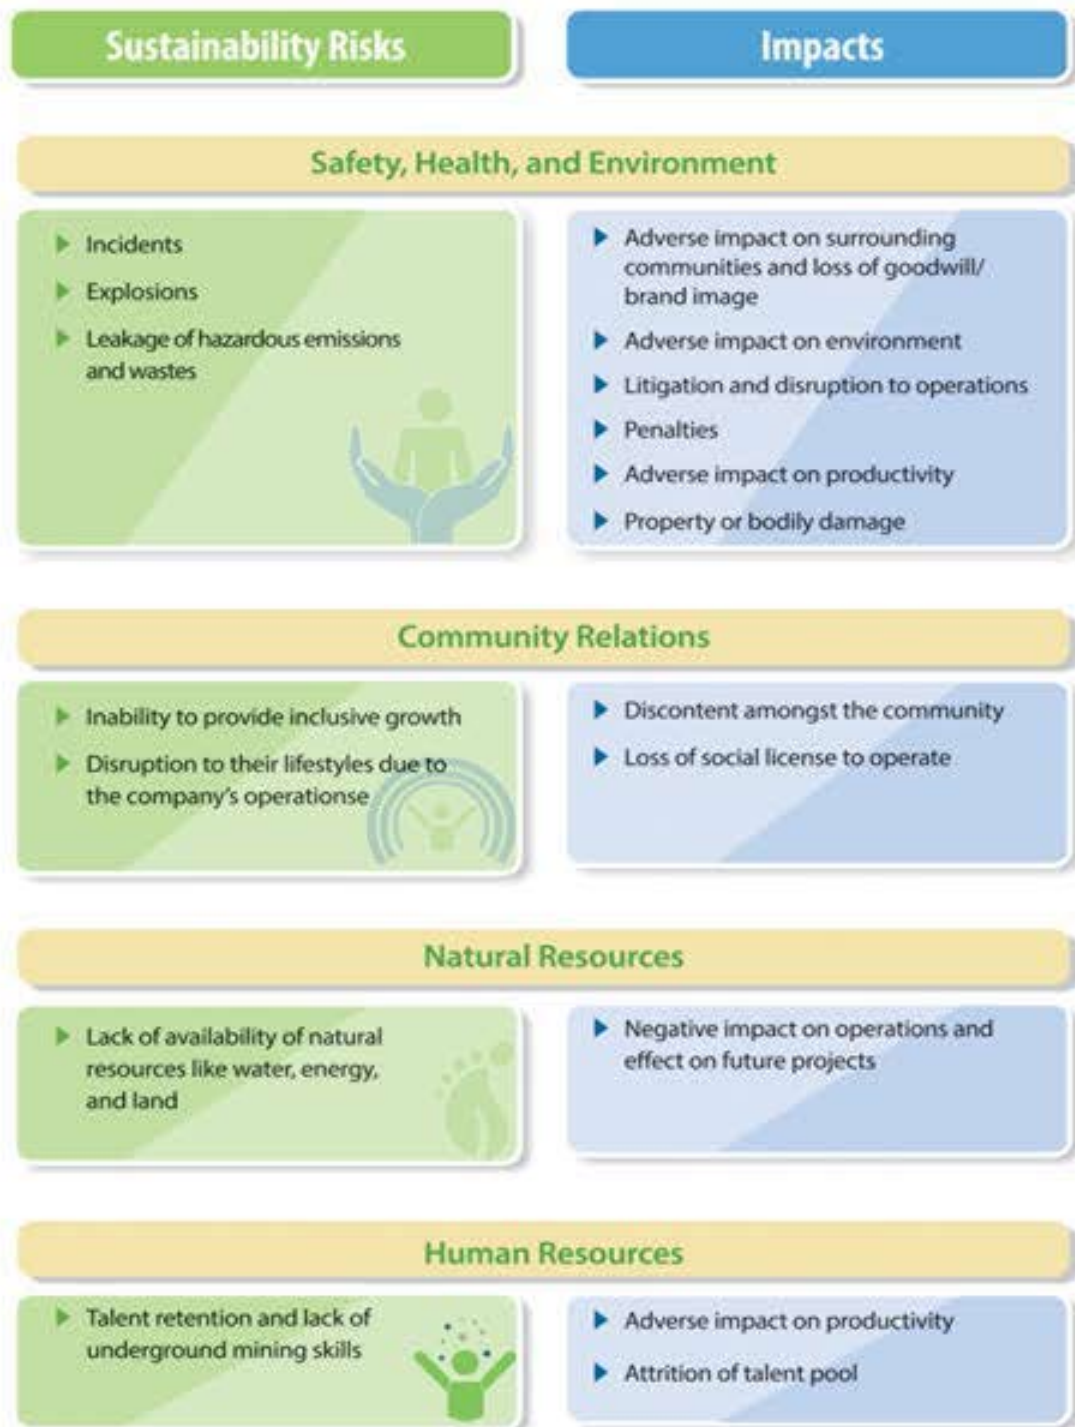 Sustainability Risks
Impacts
Safety, Health, and Environment
Incidents
Explosions
Leakage of hazardous emissions
and wastes
Adverse impact on surrounding
communities and loss of goodwill/
brand image
Adverse impact on environment
Litigation and disruption to operations
Penalties
Adverse impact on productivity
Property or bodily damage
Community Relations
Inability to provide inclusive growth
Disruption to their lifestyles due to
the company's operationse
Discontent amongst the community
Loss of social license to operate
Natural Resources
Lack of availability of natural
resources like water, energy,
and land
Negative impact on operations and
effect on future projects
Human Resources
Talent retention and lack of
underground mining skills
Adverse impact on productivity
Attrition of talent pool